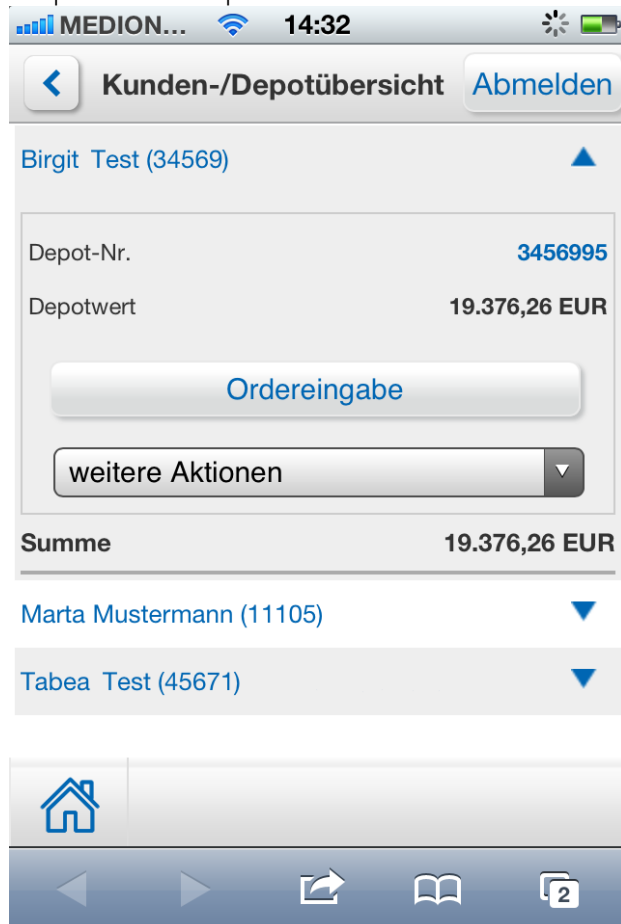 MEDION... 14:32
Kunden-/Depotübersicht Abmelden
Birgit Test (34569)
Depot-Nr. 3456995
Depotwert 19.376,26 EUR
Ordereingabe
weitere Aktionen
Summe 19.376,26 EUR
Marta Mustermann (11105)
Tabea Test (45671)
2